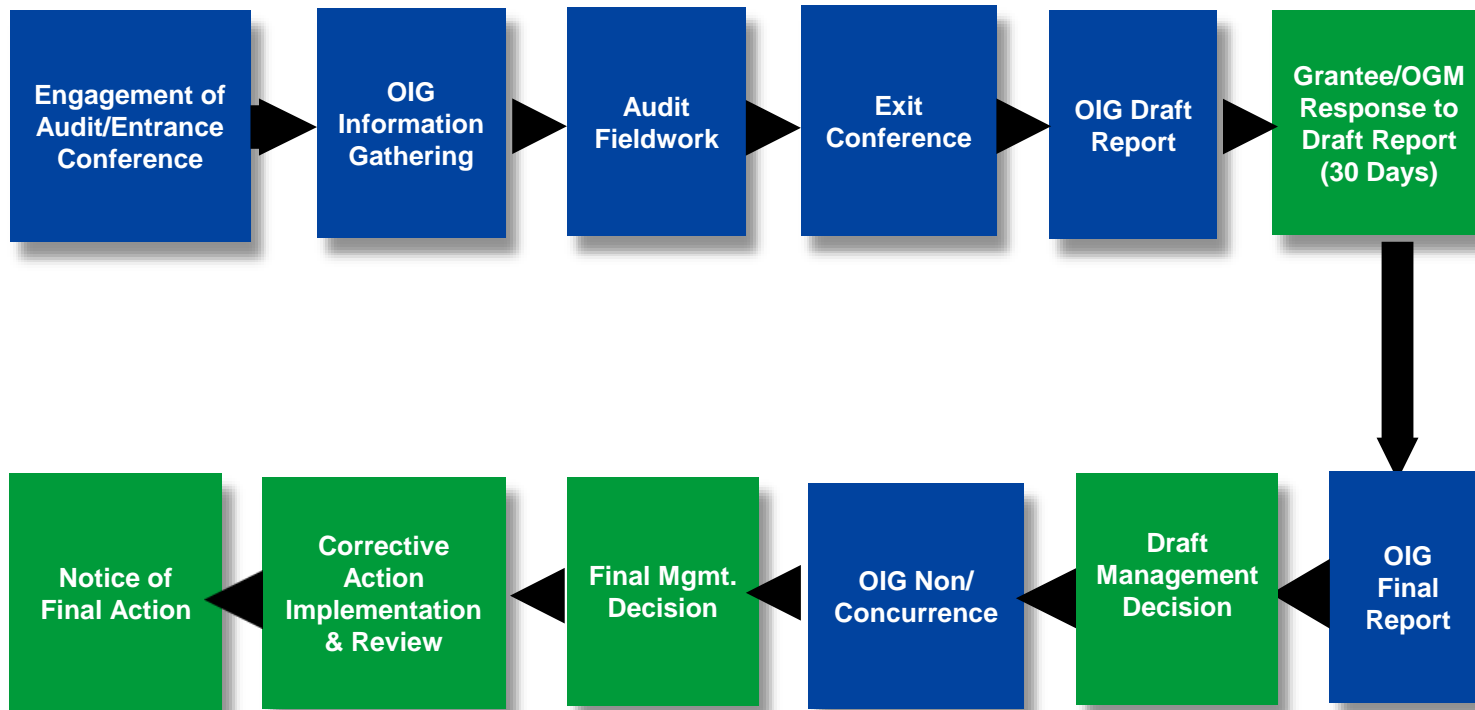 Engagement of
Audit/Entrance
Conference
OIG
Information
Gathering
Audit
Fieldwork
Exit
Conference
OIG Draft
Report
Grantee/OGM
Response to
Draft Report
(30 Days)
Notice of
Final Action
Corrective
Action
Implementation
& Review
Final Mgmt.
Decision
OIG Non/
Concurrence
Draft
Management
Decision
OIG
Final
Report